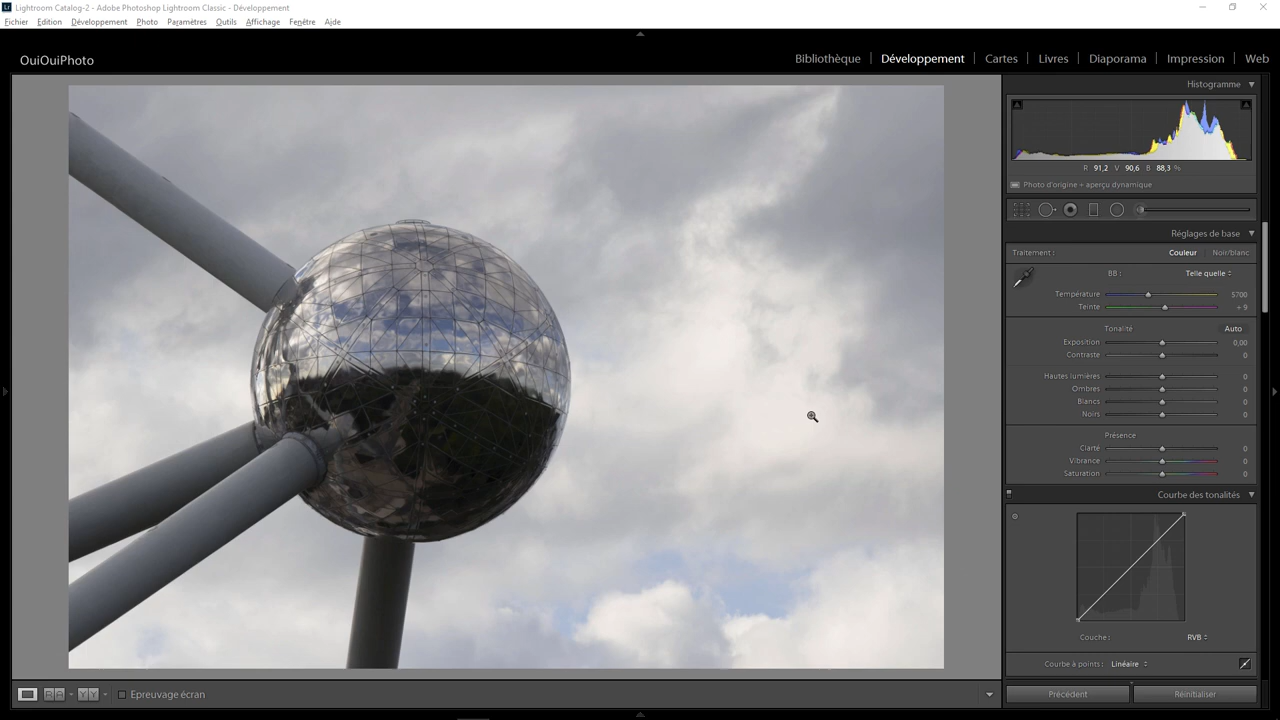 Lightroom Catalog-2 - Adobe Photoshop Lightroom Classic - Développement
Fichier Edition Développement Photo Paramètres Outils Affichage Fenêtre Aide
OuiOuiPhoto
Bibliothèque Développement Cartes Livres Diaporama Impression Web
Histogramme
R 91,2 V 90,6 B 88,3 %
Photo d'origine + aperçu dynamique
Réglages de base
Traitement : Couleur Noir/blanc
BB : Telle quelle
Température 5700
Teinte + 9
Tonalité Auto
Exposition 0,00
Contraste 0
Hautes lumières 0
Ombres 0
Blancs 0
Noirs 0
Présence
Clarté 0
Vibrance 0
Saturation 0
Courbe des tonalités
Couche : RVB
Courbe à points : Linéaire
Epreuvage écran
Précédent Réinitialiser